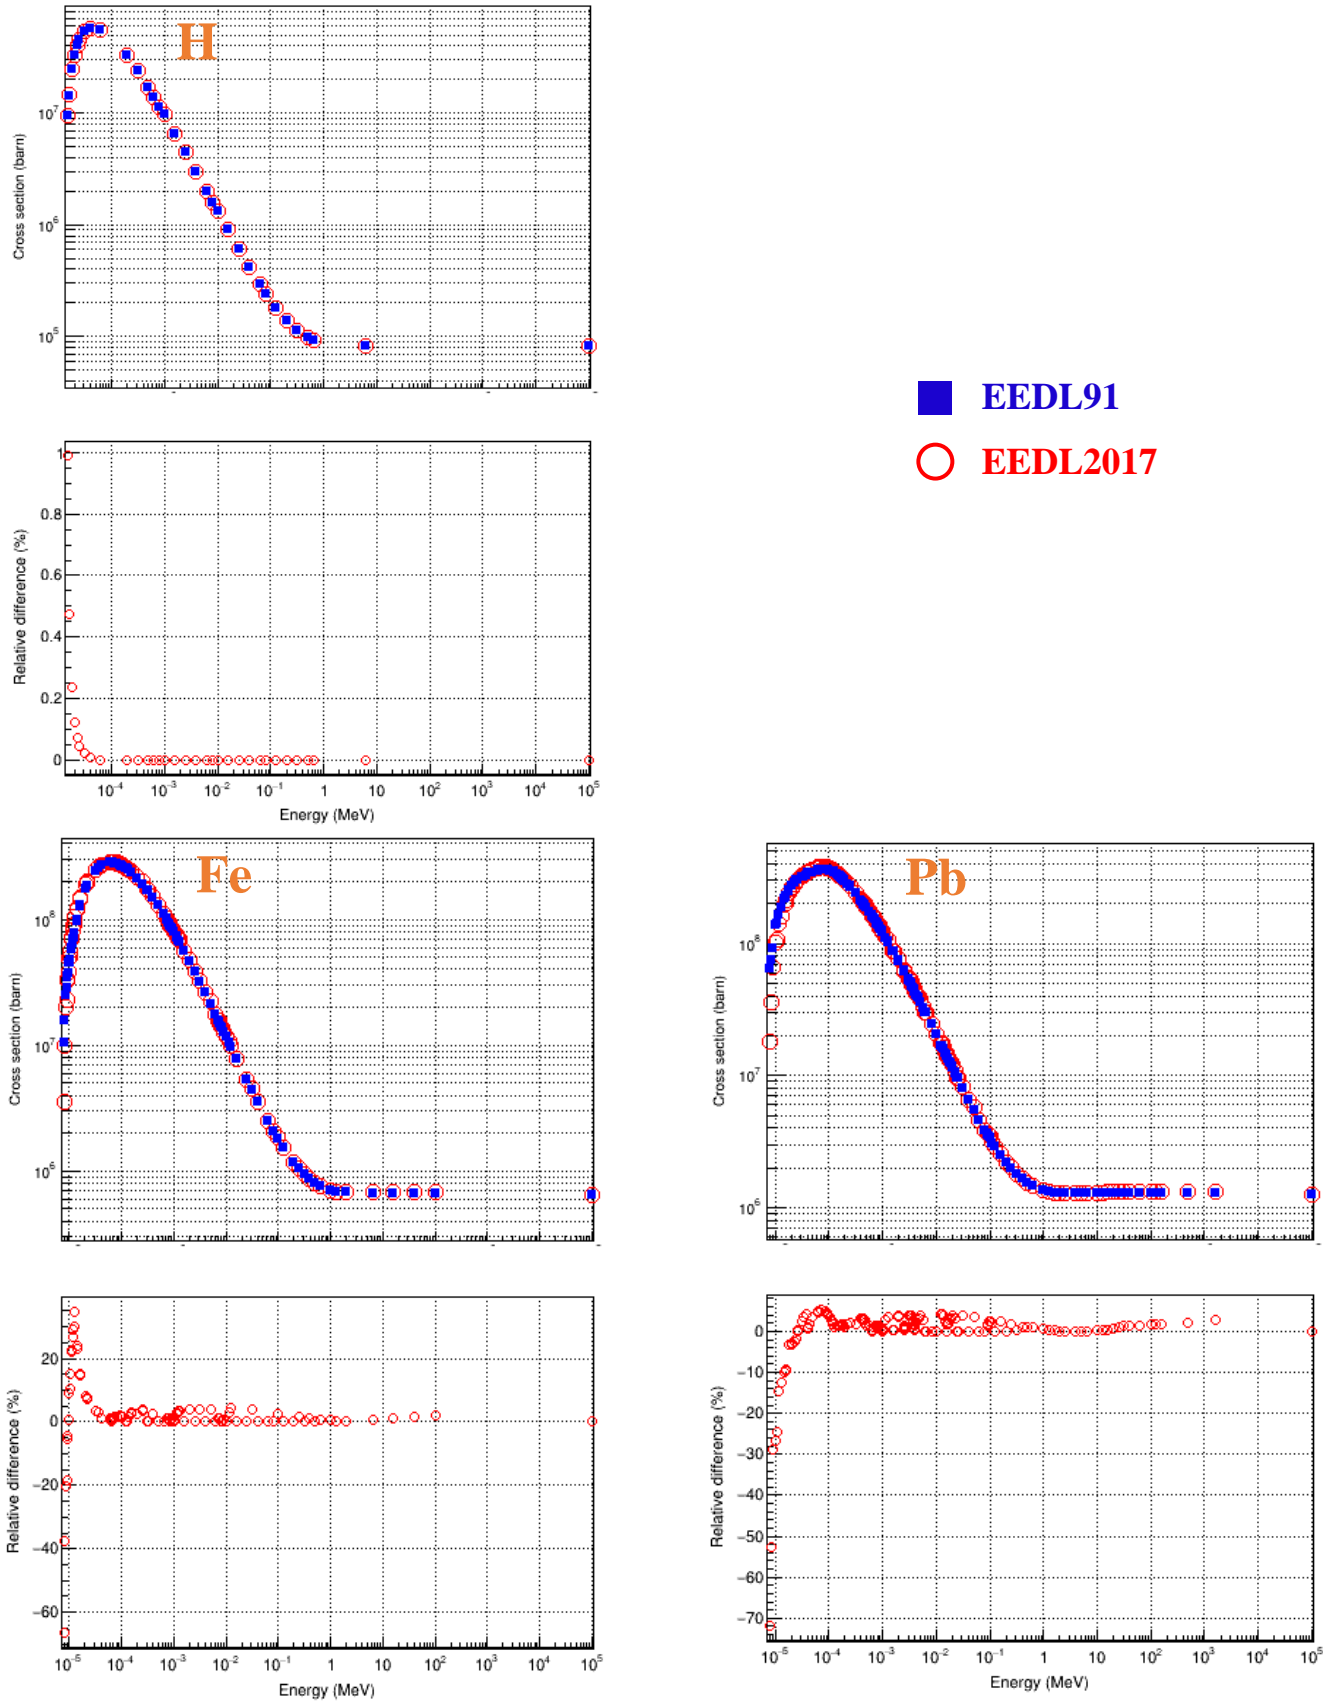 H
10⁷
10⁶
10⁵
Cross section (barn)
EEDL91
EEDL2017
1
0.8
0.6
0.4
0.2
0
Relative difference (%)
10⁻⁴ 10⁻³ 10⁻² 10⁻¹ 1 10 10² 10³ 10⁴ 10⁵
Energy (MeV)
Fe
10⁸
10⁷
10⁶
Cross section (barn)
Pb
10⁸
10⁷
10⁶
Cross section (barn)
20
0
−20
−40
−60
Relative difference (%)
10⁻⁵ 10⁻⁴ 10⁻³ 10⁻² 10⁻¹ 1 10 10² 10³ 10⁴ 10⁵
Energy (MeV)
0
−10
−20
−30
−40
−50
−60
−70
Relative difference (%)
10⁻⁵ 10⁻⁴ 10⁻³ 10⁻² 10⁻¹ 1 10 10² 10³ 10⁴ 10⁵
Energy (MeV)